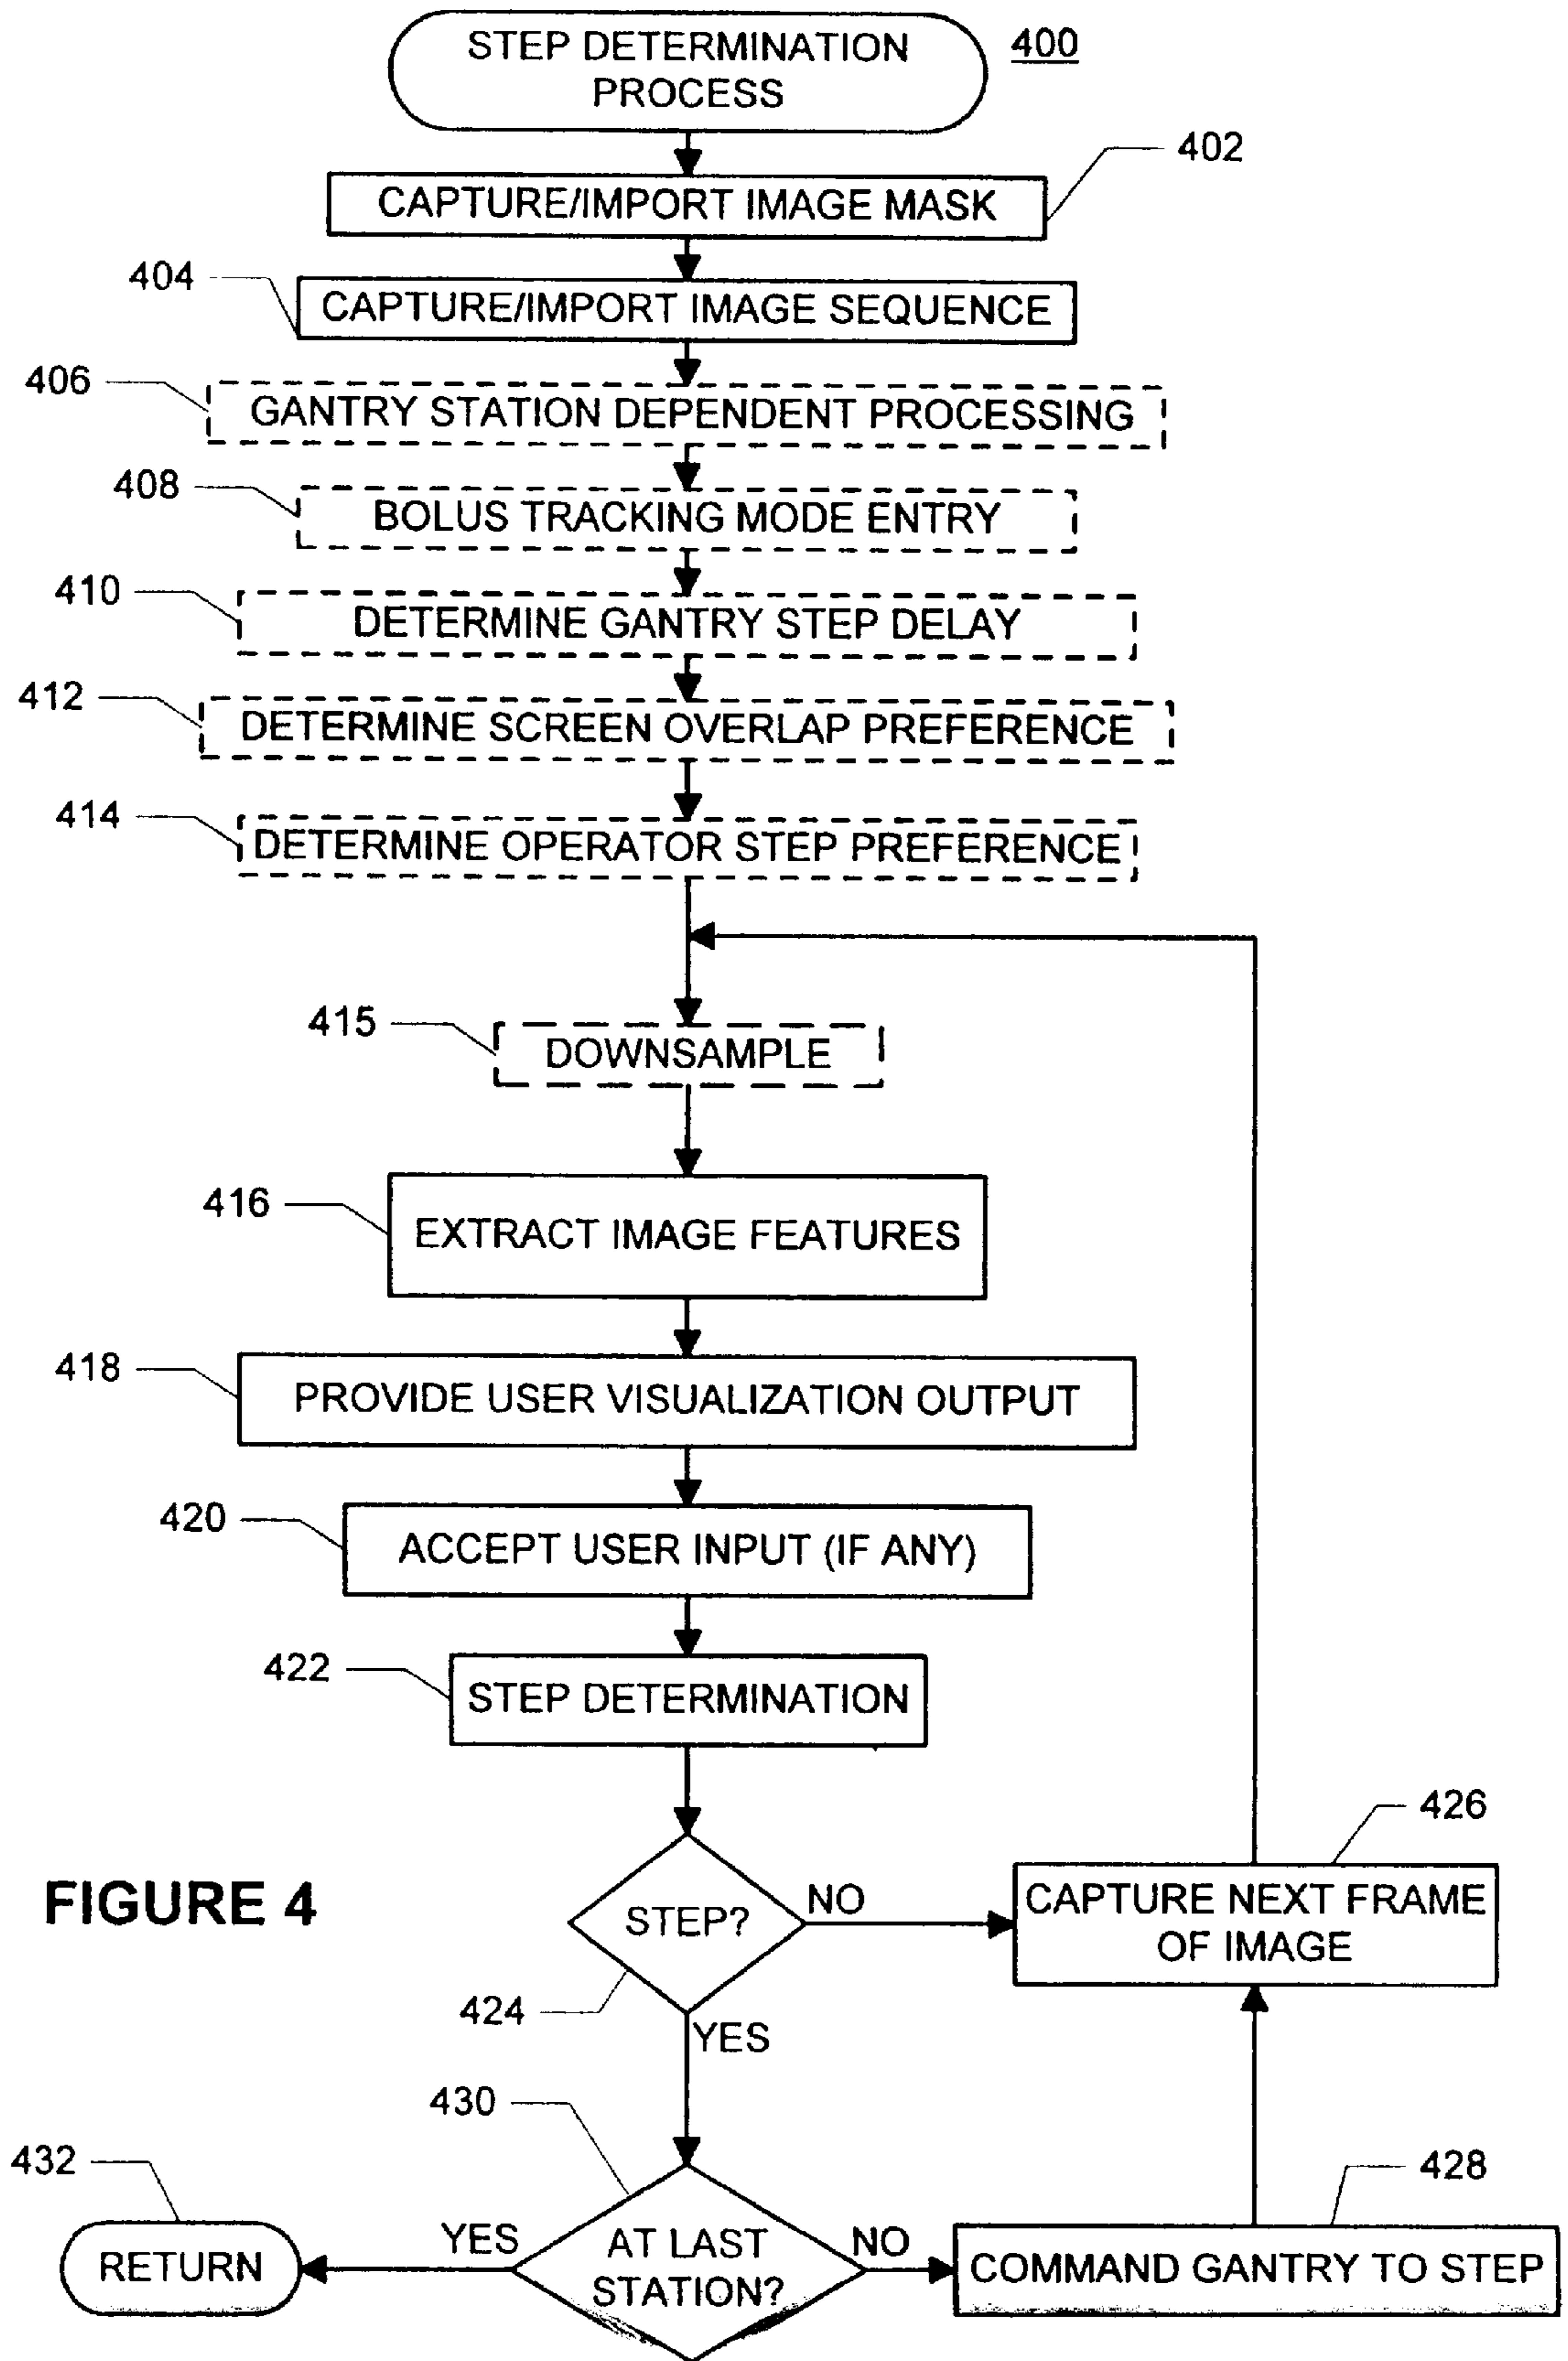 STEP DETERMINATION
PROCESS
400
402
CAPTURE/IMPORT IMAGE MASK
404
CAPTURE/IMPORT IMAGE SEQUENCE
406
GANTRY STATION DEPENDENT PROCESSING
408
BOLUS TRACKING MODE ENTRY
410
DETERMINE GANTRY STEP DELAY
412
DETERMINE SCREEN OVERLAP PREFERENCE
414
DETERMINE OPERATOR STEP PREFERENCE
415
DOWNSAMPLE
416
EXTRACT IMAGE FEATURES
418
PROVIDE USER VISUALIZATION OUTPUT
420
ACCEPT USER INPUT (IF ANY)
422
STEP DETERMINATION
426
FIGURE 4
STEP?
NO
CAPTURE NEXT FRAME
OF IMAGE
424
YES
430
432
428
RETURN
YES
AT LAST
STATION?
NO
COMMAND GANTRY TO STEP